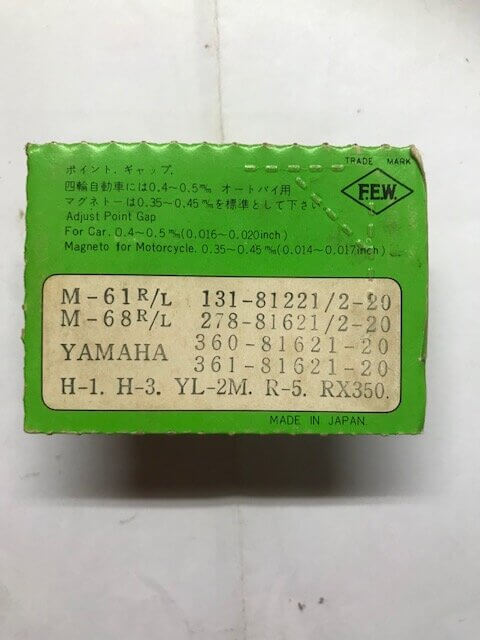 TRADE MARK
F.E.W.
ポイント. ギャップ.
四輪自動車には0.4〜0.5㎜ オートバイ用
マグネトーは0.35〜0.45㎜を標準として下さい
Adjust Point Gap
For Car. 0.4〜0.5㎜(0.016〜0.020inch)
Magneto for Motorcycle. 0.35〜0.45㎜(0.014〜0.017inch)
M-61R/L 131-81221/2-20
M-68R/L 278-81621/2-20
360-81621-20
YAMAHA
361-81621-20
H-1. H-3. YL-2M. R-5. RX350.
MADE IN JAPAN.